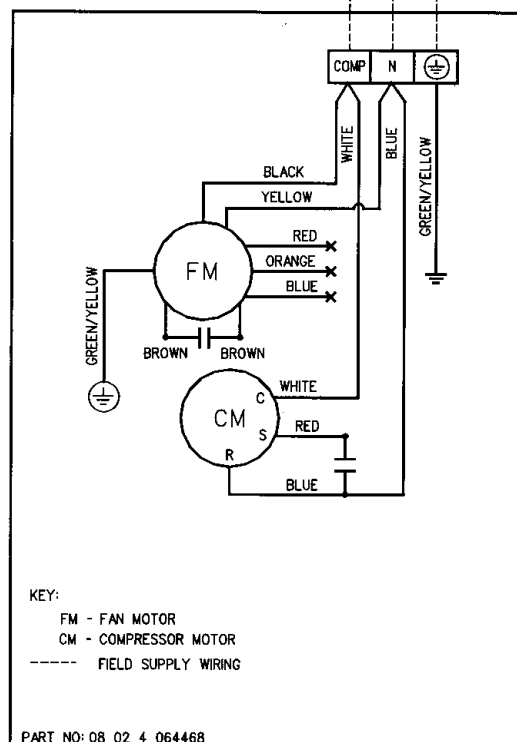 COMP N
WHITE
BLUE
GREEN/YELLOW
BLACK
YELLOW
RED
ORANGE
BLUE
FM
GREEN/YELLOW
BROWN BROWN
WHITE
C
CM
RED
S
R
BLUE
KEY:
FM - FAN MOTOR
CM - COMPRESSOR MOTOR
----- FIELD SUPPLY WIRING
PART NO: 08 02 4 064468